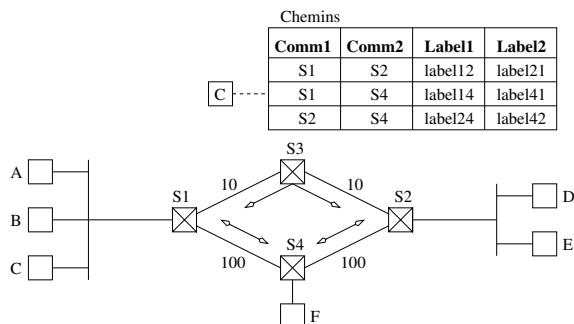 Chemins
Comm1 Comm2 Label1 Label2
S1 S2 label12 label21
C S1 S4 label14 label41
S2 S4 label24 label42
S3
A
10 10
S1 S2
D
B
E
C
100 S4 100
F